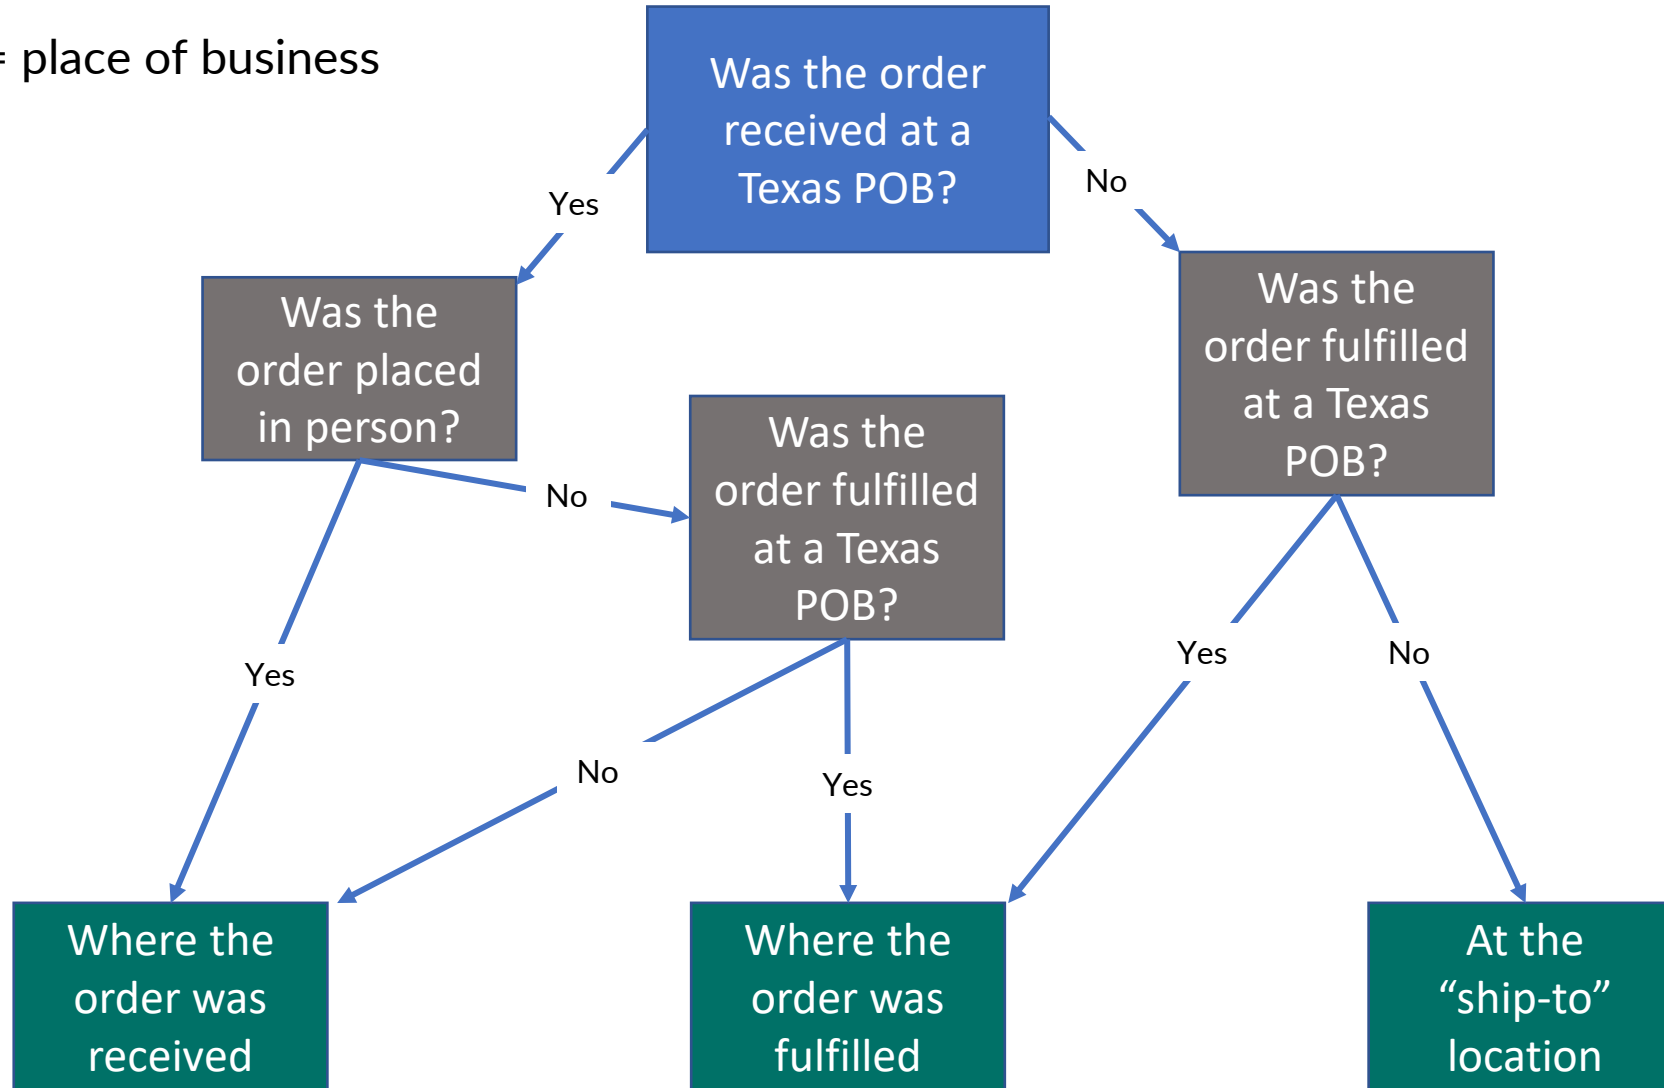 = place of business
Was the order
received at a
Texas POB?
Yes
No
Was the
order placed
in person?
Was the
order fulfilled
at a Texas
POB?
Was the
order fulfilled
at a Texas
POB?
No
Yes
Yes
No
No
Yes
Where the
order was
received
Where the
order was
fulfilled
At the
“ship-to”
location